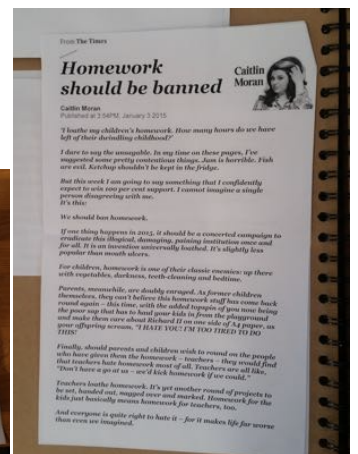 From The Times
Homework
should be banned
Caitlin
Moran
Caitlin Moran
Published at 3:54PM, January 3 2015
'I loathe my children's homework. How many hours do we have
left of their dwindling childhood?'
I dare to say the unsayable. In my time on these pages, I've
suggested some pretty contentious things. Jam is horrible. Fish
are evil. Ketchup shouldn't be kept in the fridge.
But this week I am going to say something that I confidently
expect to win 100 per cent support. I cannot imagine a single
person disagreeing with me.
It's this:
We should ban homework.
If one thing happens in 2015, it should be a concerted campaign to
eradicate this illogical, damaging, paining institution once and
for all. It is an invention universally loathed. It's slightly less
popular than mouth ulcers.
For children, homework is one of their classic enemies: up there
with vegetables, darkness, teeth-cleaning and bedtime.
Parents, meanwhile, are doubly enraged. As former children
themselves, they can't believe this homework stuff has come back
round again – this time, with the added topspin of you now being
the poor sap that has to haul your kids in from the playground
and make them care about Richard II on one side of A4 paper, as
your offspring scream, "I HATE YOU! I'M TOO TIRED TO DO
THIS!"
Finally, should parents and children wish to round on the people
who have given them the homework – teachers – they would find
that teachers hate homework most of all. Teachers are all like,
"Don't have a go at us – we'd kick homework if we could."
Teachers loathe homework. It's yet another round of projects to
be set, handed out, nagged over and marked. Homework for the
kids just basically means homework for teachers, too.
And everyone is quite right to hate it – for it makes life far worse
than even we imagined.